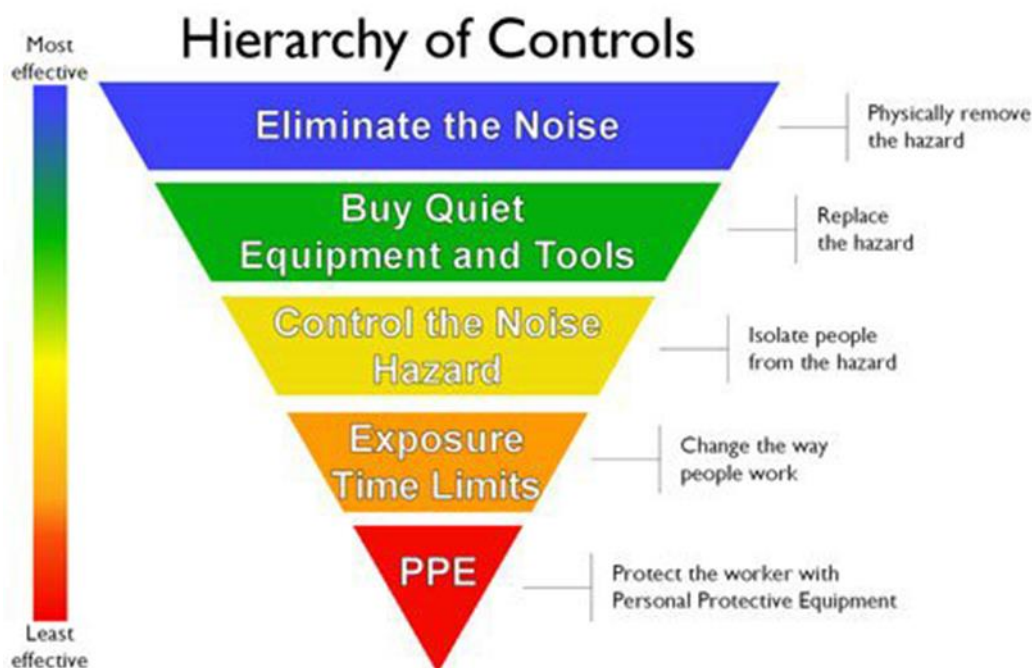 Hierarchy of Controls
Most
effective
Eliminate the Noise
Physically remove
the hazard
Buy Quiet
Equipment and Tools
Replace
the hazard
Control the Noise
Hazard
Isolate people
from the hazard
Exposure
Time Limits
Change the way
people work
PPE
Protect the worker with
Personal Protective Equipment
Least
effective